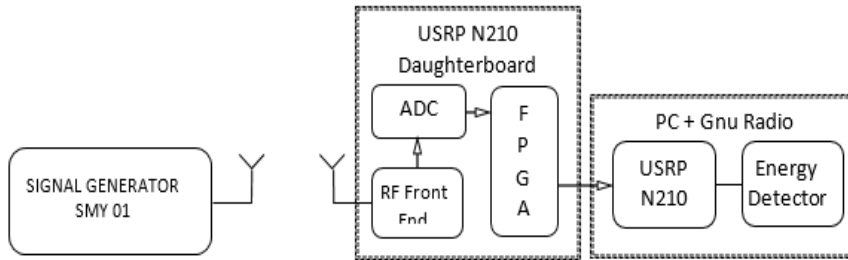 USRP N210
Daughterboard
ADC
F
P
G
A
RF Front
End
SIGNAL GENERATOR
SMY 01
PC + Gnu Radio
USRP
N210
Energy
Detector